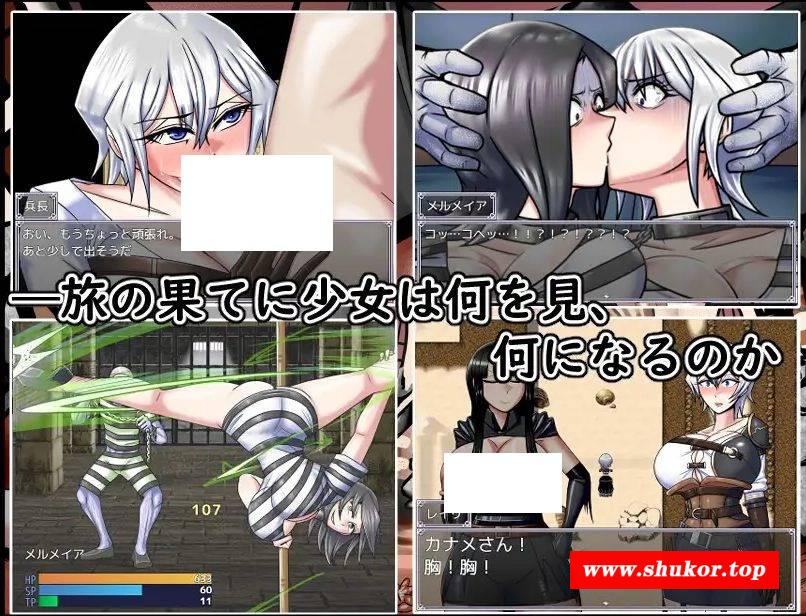 兵長
おい、もうちょっと頑張れ。
あと少しで出そうだ
メルメイア
コッ…コヘッ…！！？！？！？？！？
―旅の果てに少女は何を見、
何になるのか
107
メルメイア
HP 633
SP 60
TP 11
カナメさん！
胸！胸！
www.shukor.top